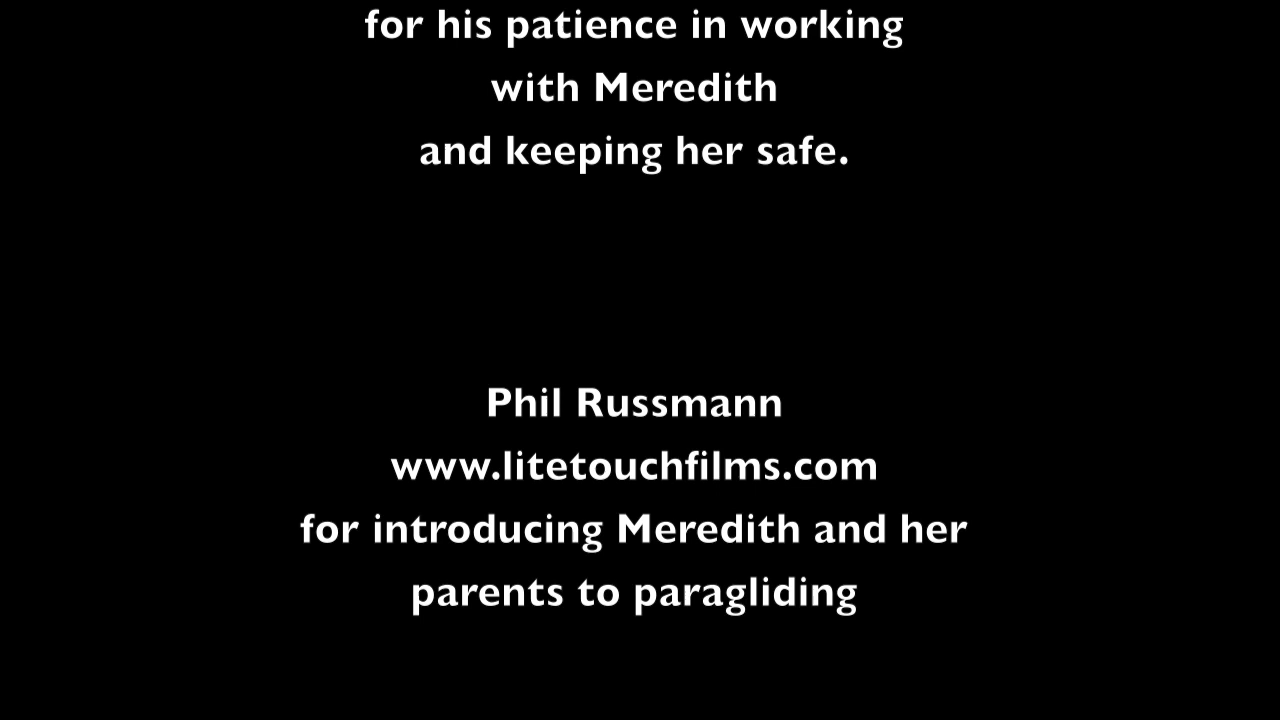 for his patience in working
with Meredith
and keeping her safe.
Phil Russmann
www.litetouchfilms.com
for introducing Meredith and her
parents to paragliding